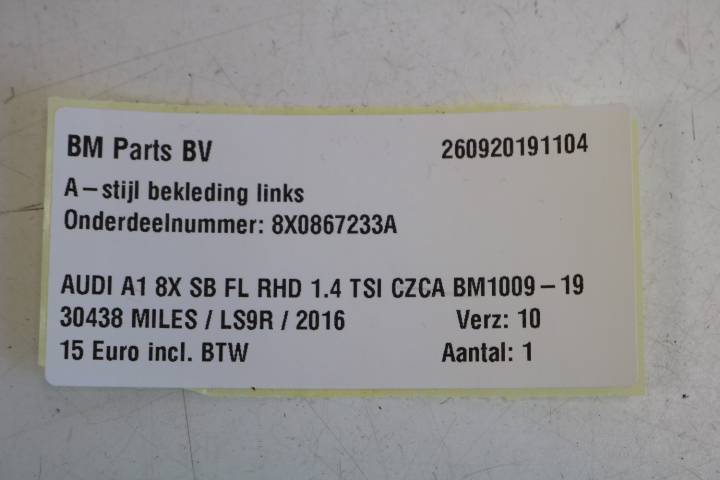 BM Parts BV 260920191104
A-stijl bekleding links
Onderdeelnummer: 8X0867233A
AUDI A1 8X SB FL RHD 1.4 TSI CZCA BM1009-19
30438 MILES / LS9R / 2016 Verz: 10
15 Euro incl. BTW Aantal: 1